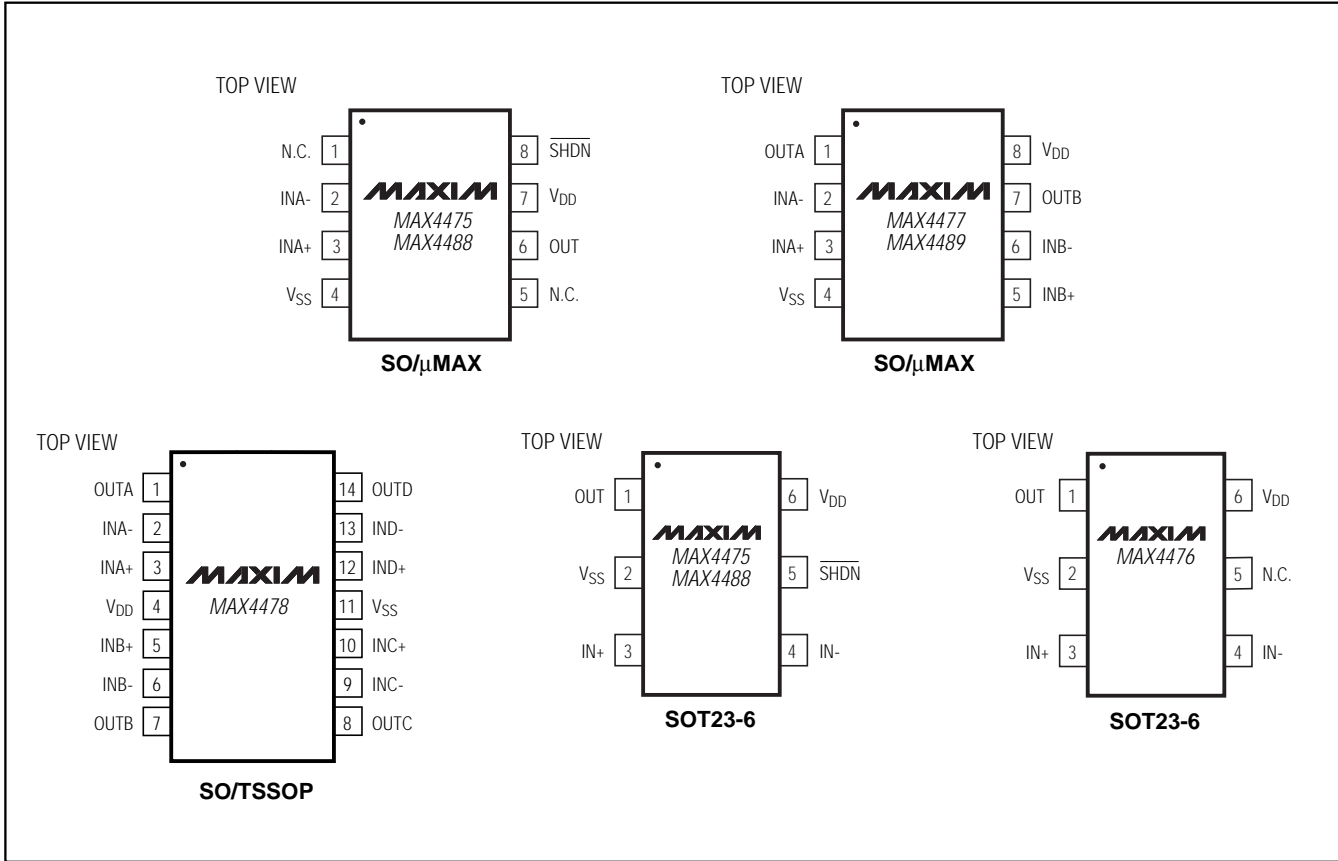 TOP VIEW
N.C. 1 8 SHDN
INA- 2 MAXIM 7 VDD
MAX4475
INA+ 3 MAX4488 6 OUT
VSS 4 5 N.C.
SO/μMAX
TOP VIEW
OUTA 1 8 VDD
INA- 2 MAXIM 7 OUTB
MAX4477
INA+ 3 MAX4489 6 INB-
VSS 4 5 INB+
SO/μMAX
TOP VIEW
OUTA 1 14 OUTD
INA- 2 13 IND-
INA+ 3 MAXIM 12 IND+
VDD 4 MAX4478 11 VSS
INB+ 5 10 INC+
INB- 6 9 INC-
OUTB 7 8 OUTC
SO/TSSOP
TOP VIEW
OUT 1 6 VDD
MAXIM
MAX4475
VSS 2 MAX4488 5 SHDN
IN+ 3 4 IN-
SOT23-6
TOP VIEW
OUT 1 6 VDD
MAXIM
MAX4476
VSS 2 5 N.C.
IN+ 3 4 IN-
SOT23-6